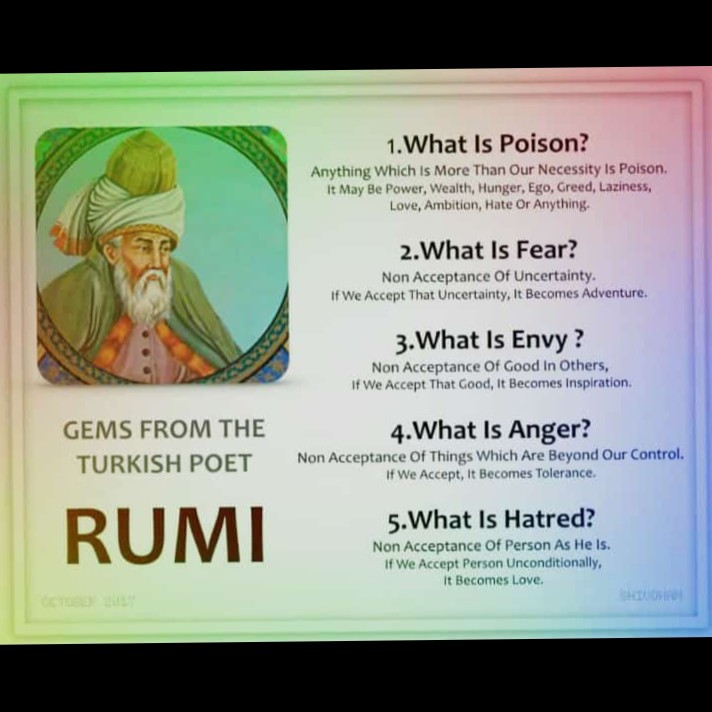 1.What Is Poison?
Anything Which Is More Than Our Necessity Is Poison.
It May Be Power, Wealth, Hunger, Ego, Greed, Laziness,
Love, Ambition, Hate Or Anything.
2.What Is Fear?
Non Acceptance Of Uncertainty.
If We Accept That Uncertainty, It Becomes Adventure.
3.What Is Envy ?
Non Acceptance Of Good In Others,
If We Accept That Good, It Becomes Inspiration.
4.What Is Anger?
Non Acceptance Of Things Which Are Beyond Our Control.
If We Accept, It Becomes Tolerance.
5.What Is Hatred?
Non Acceptance Of Person As He Is.
If We Accept Person Unconditionally,
It Becomes Love.
GEMS FROM THE
TURKISH POET
RUMI
OCTOBER 2017
SHIVOHAM